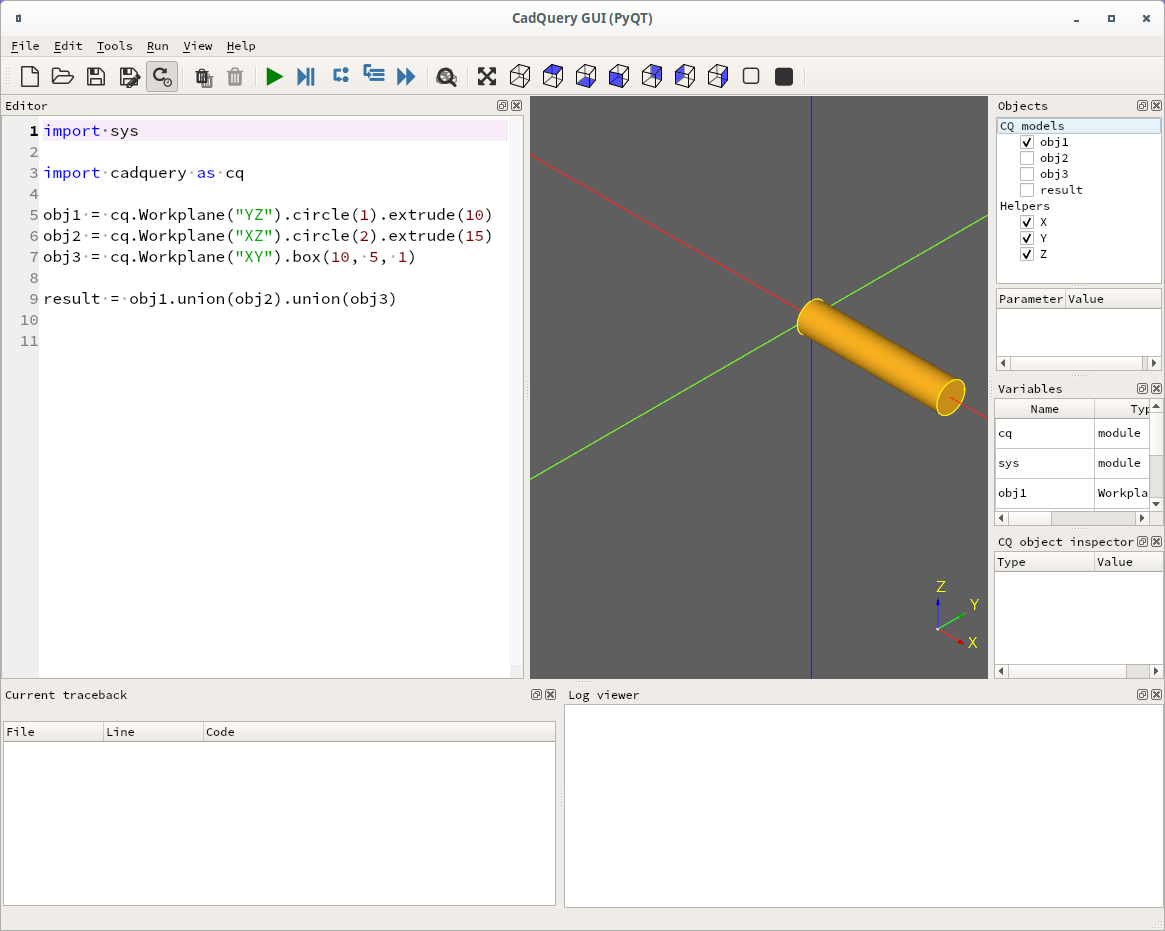 CadQuery GUI (PyQT)
File Edit Tools Run View Help
Editor
1 import·sys
2
3 import·cadquery·as·cq
4
5 obj1·=·cq.Workplane("YZ").circle(1).extrude(10)
6 obj2·=·cq.Workplane("XZ").circle(2).extrude(15)
7 obj3·=·cq.Workplane("XY").box(10,·5,·1)
8
9 result·=·obj1.union(obj2).union(obj3)
10
11
Z
Y
X
Objects
CQ models
obj1
obj2
obj3
result
Helpers
X
Y
Z
Parameter Value
Variables
Name Typ
cq module
sys module
obj1 Workpla
CQ object inspector
Type Value
Current traceback
File Line Code
Log viewer